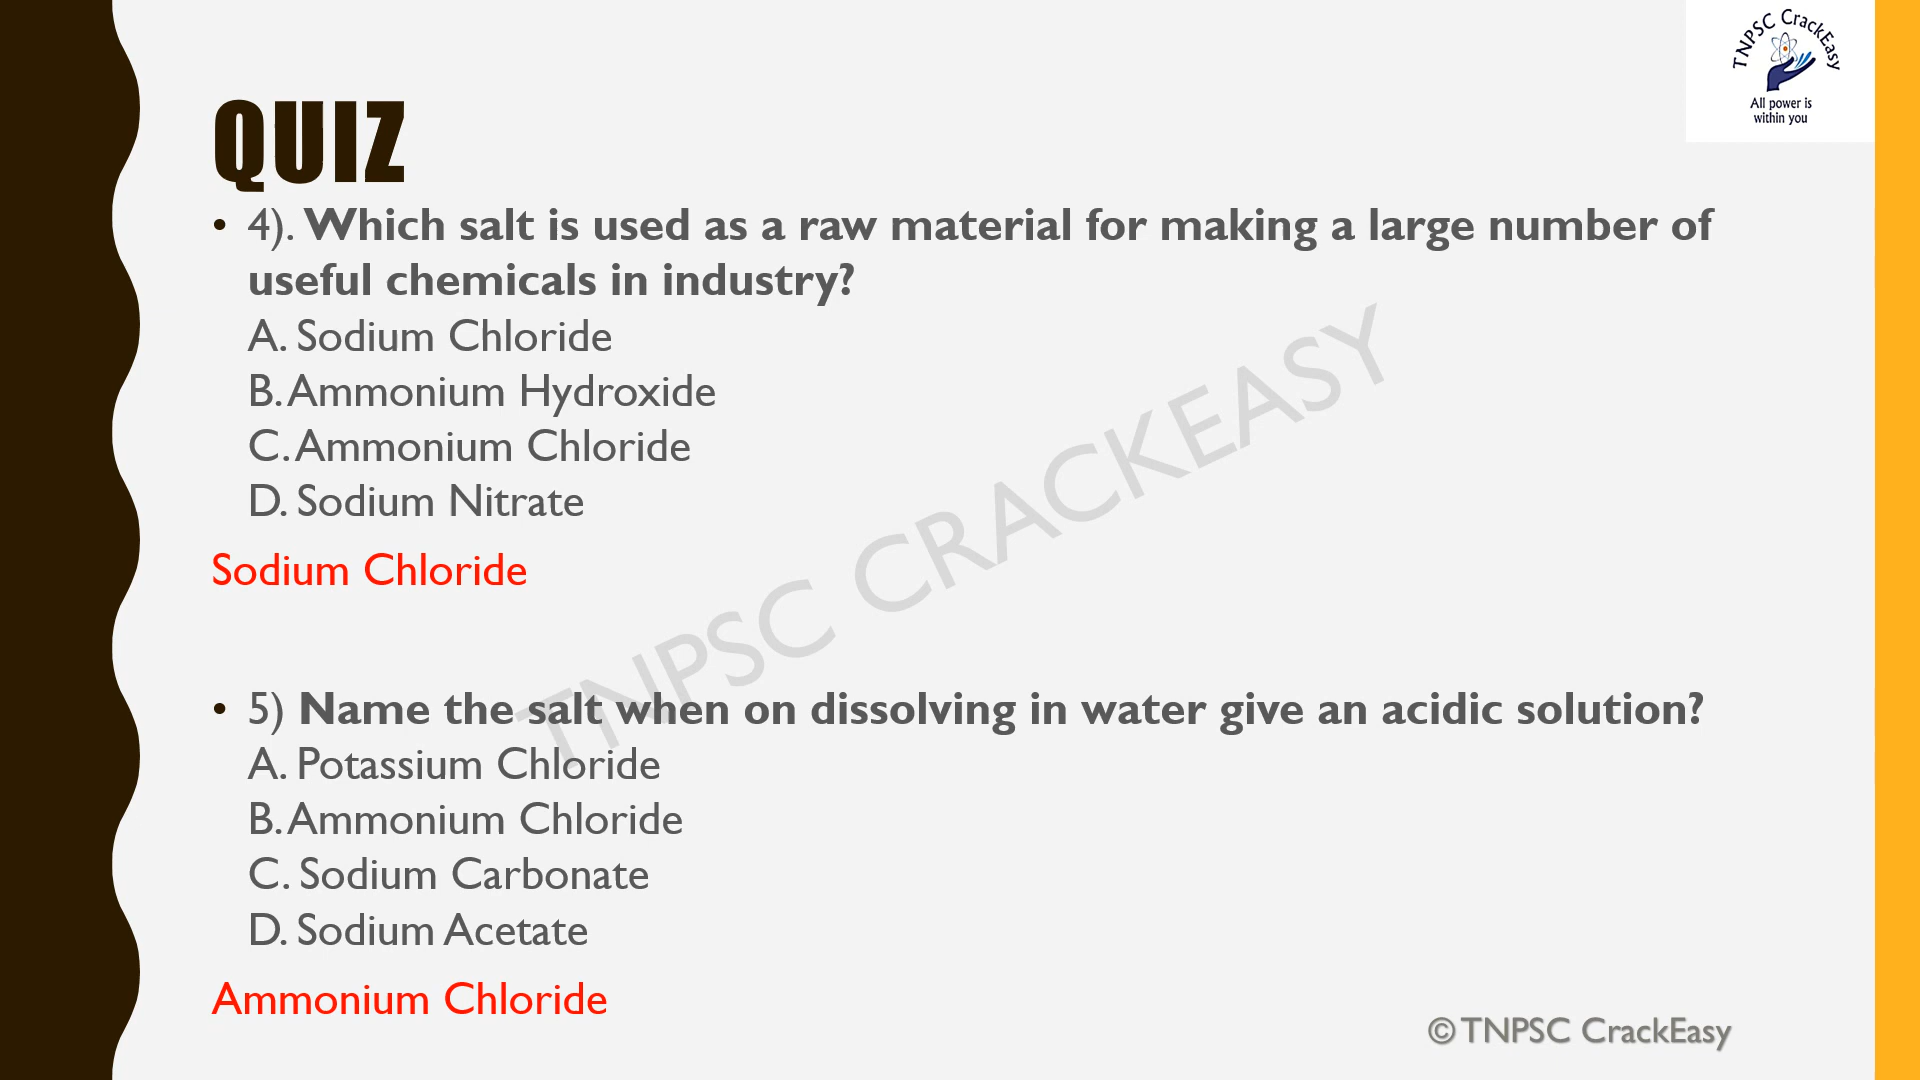 TNPSC CrackEasy
All power is
within you
QUIZ
• 4). Which salt is used as a raw material for making a large number of
useful chemicals in industry?
A. Sodium Chloride
B. Ammonium Hydroxide
C. Ammonium Chloride
D. Sodium Nitrate
Sodium Chloride
TNPSC CRACKEASY
• 5) Name the salt when on dissolving in water give an acidic solution?
A. Potassium Chloride
B. Ammonium Chloride
C. Sodium Carbonate
D. Sodium Acetate
Ammonium Chloride
© TNPSC CrackEasy